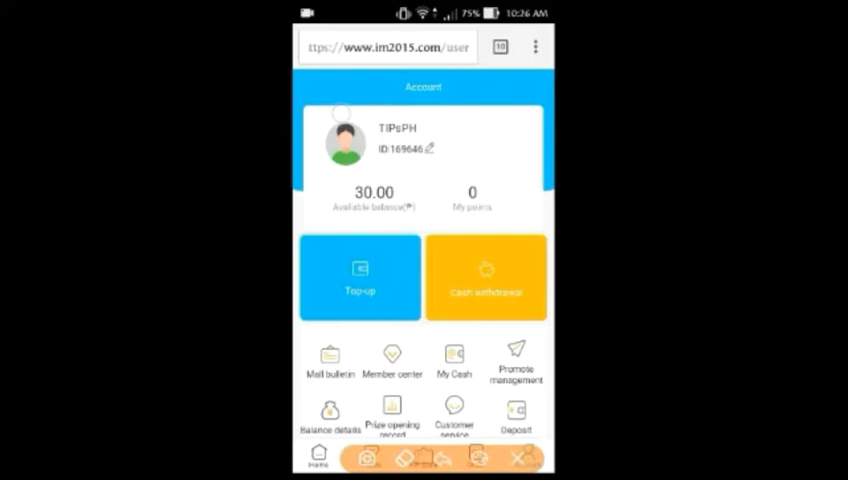 75% 10:26 AM
ttps://www.im2015.com/user
10
Account
TIPsPH
ID:169646
30.00 0
Available balance(₱) My points
Top-up Cash withdrawal
Mall bulletin Member center My Cash Promote management
Balance details Prize opening record Customer service Deposit
Home